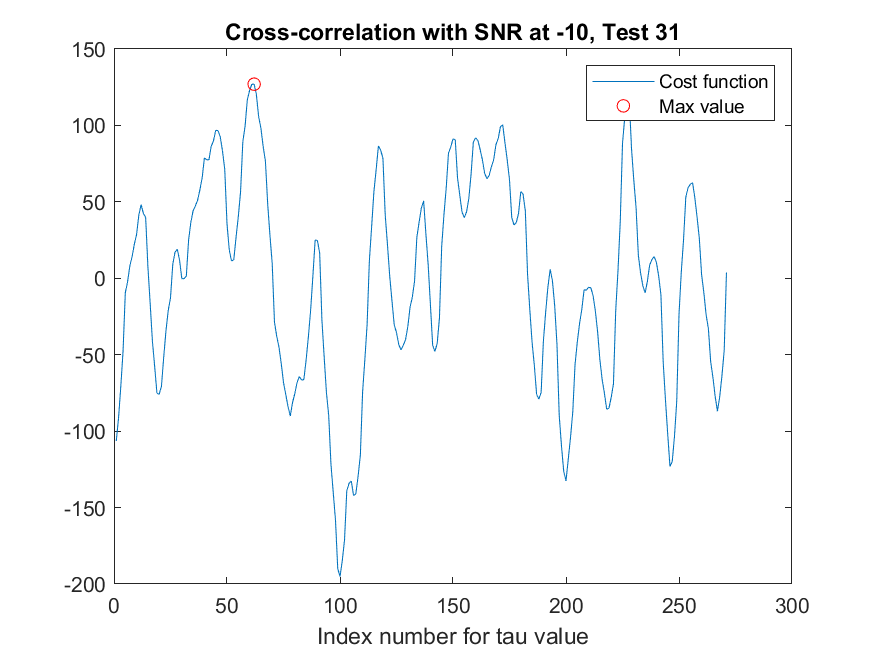 Cross-correlation with SNR at -10, Test 31
150
100
50
0
-50
-100
-150
-200
Cost function
Max value
0 50 100 150 200 250 300
Index number for tau value